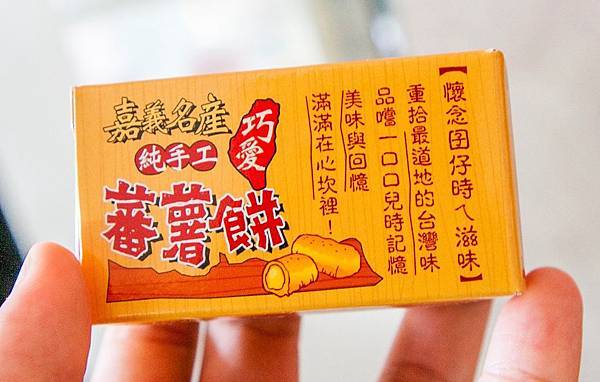 嘉義名產
純手工
巧愛
蕃薯餅
【懷念囝仔時ㄟ滋味】
重拾最道地的台灣味
品嚐一口口兒時記憶
美味與回憶
滿滿在心坎裡！